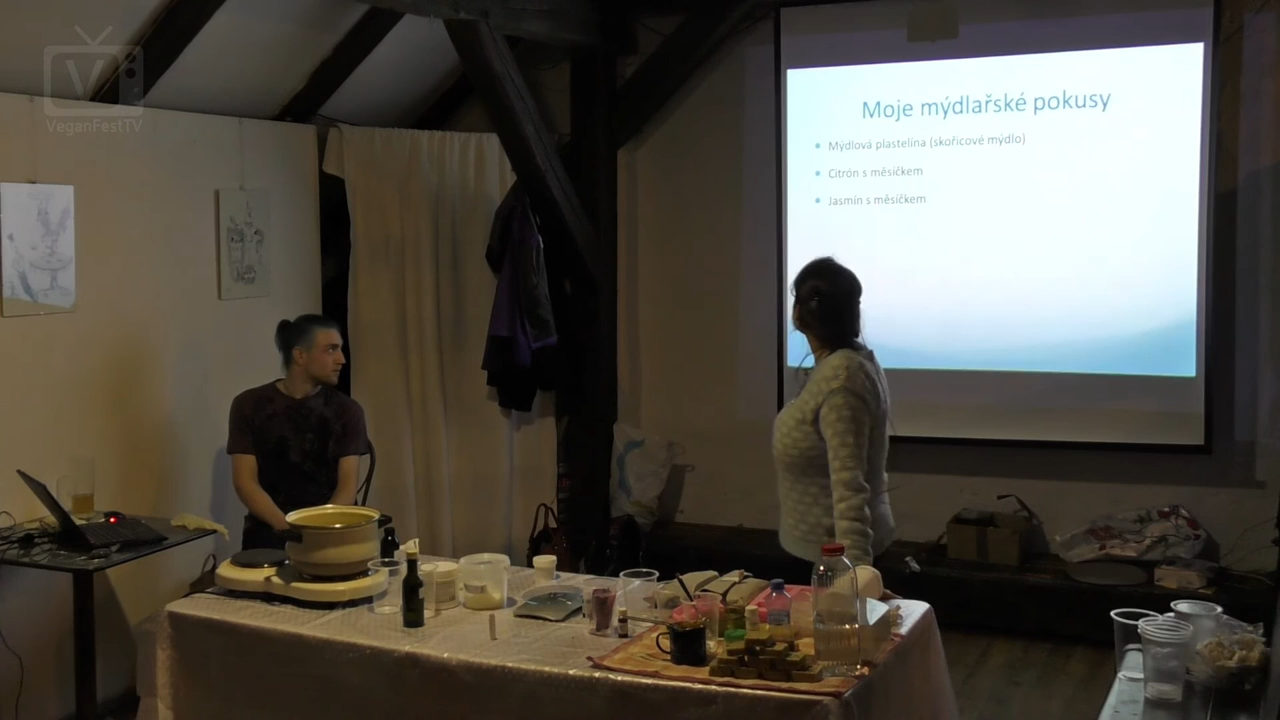 V
VeganFestTV
Moje mýdlařské pokusy
Mýdlová plastelína (skořicové mýdlo)
Citrón s měsíčkem
Jasmín s měsíčkem